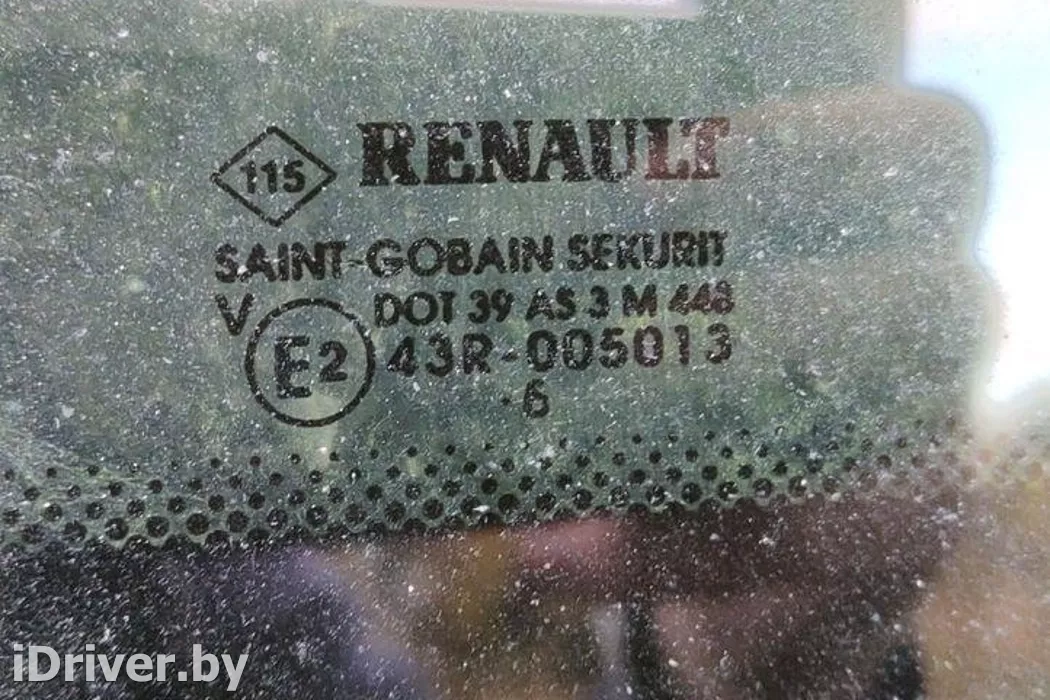 115 RENAULT
SAINT-GOBAIN SEKURIT
V DOT 39 AS 3 M 448
E2 43R-005013
·6
iDriver.by